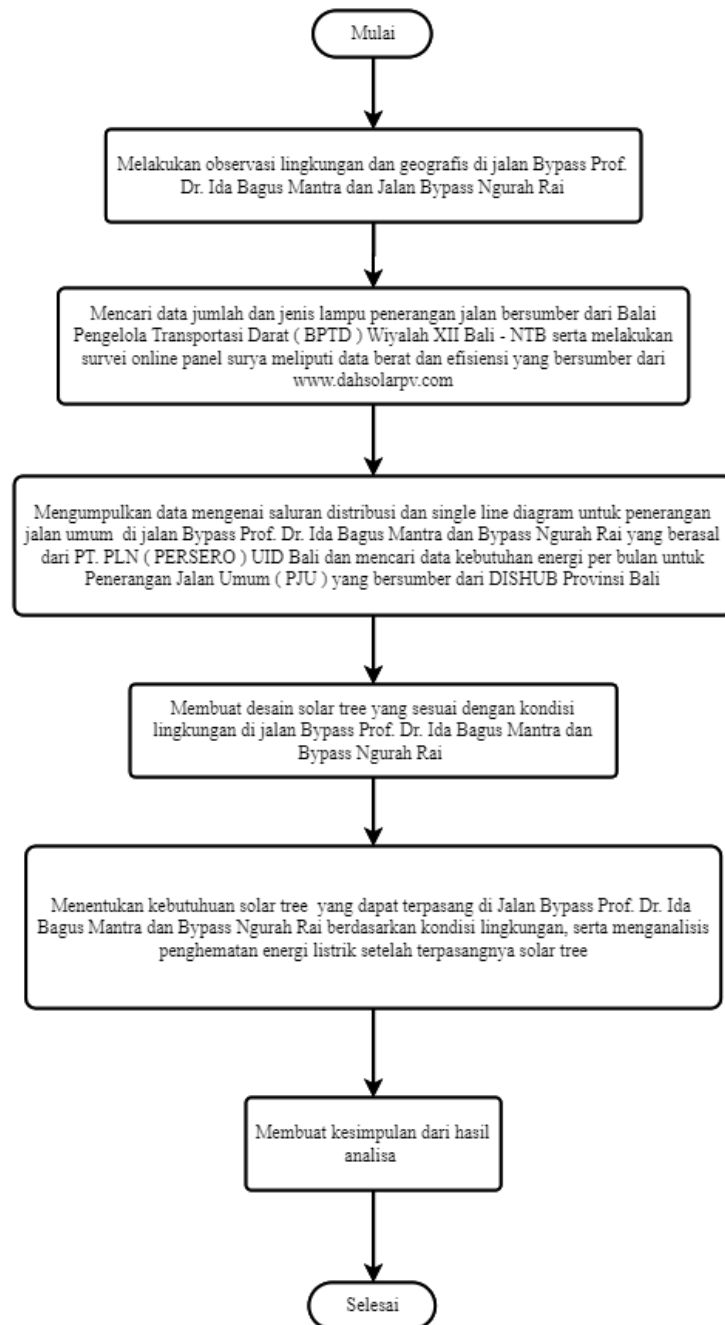 Mulai
Melakukan observasi lingkungan dan geografis di jalan Bypass Prof.
Dr. Ida Bagus Mantra dan Jalan Bypass Ngurah Rai
Mencari data jumlah dan jenis lampu penerangan jalan bersumber dari Balai
Pengelola Transportasi Darat ( BPTD ) Wiyalah XII Bali - NTB serta melakukan
survei online panel surya meliputi data berat dan efisiensi yang bersumber dari
www.dahsolarpv.com
Mengumpulkan data mengenai saluran distribusi dan single line diagram untuk penerangan
jalan umum di jalan Bypass Prof. Dr. Ida Bagus Mantra dan Bypass Ngurah Rai yang berasal
dari PT. PLN ( PERSERO ) UID Bali dan mencari data kebutuhan energi per bulan untuk
Penerangan Jalan Umum ( PJU ) yang bersumber dari DISHUB Provinsi Bali
Membuat desain solar tree yang sesuai dengan kondisi
lingkungan di jalan Bypass Prof. Dr. Ida Bagus Mantra dan
Bypass Ngurah Rai
Menentukan kebutuhuan solar tree yang dapat terpasang di Jalan Bypass Prof. Dr. Ida
Bagus Mantra dan Bypass Ngurah Rai berdasarkan kondisi lingkungan, serta menganalisis
penghematan energi listrik setelah terpasangnya solar tree
Membuat kesimpulan dari hasil
analisa
Selesai